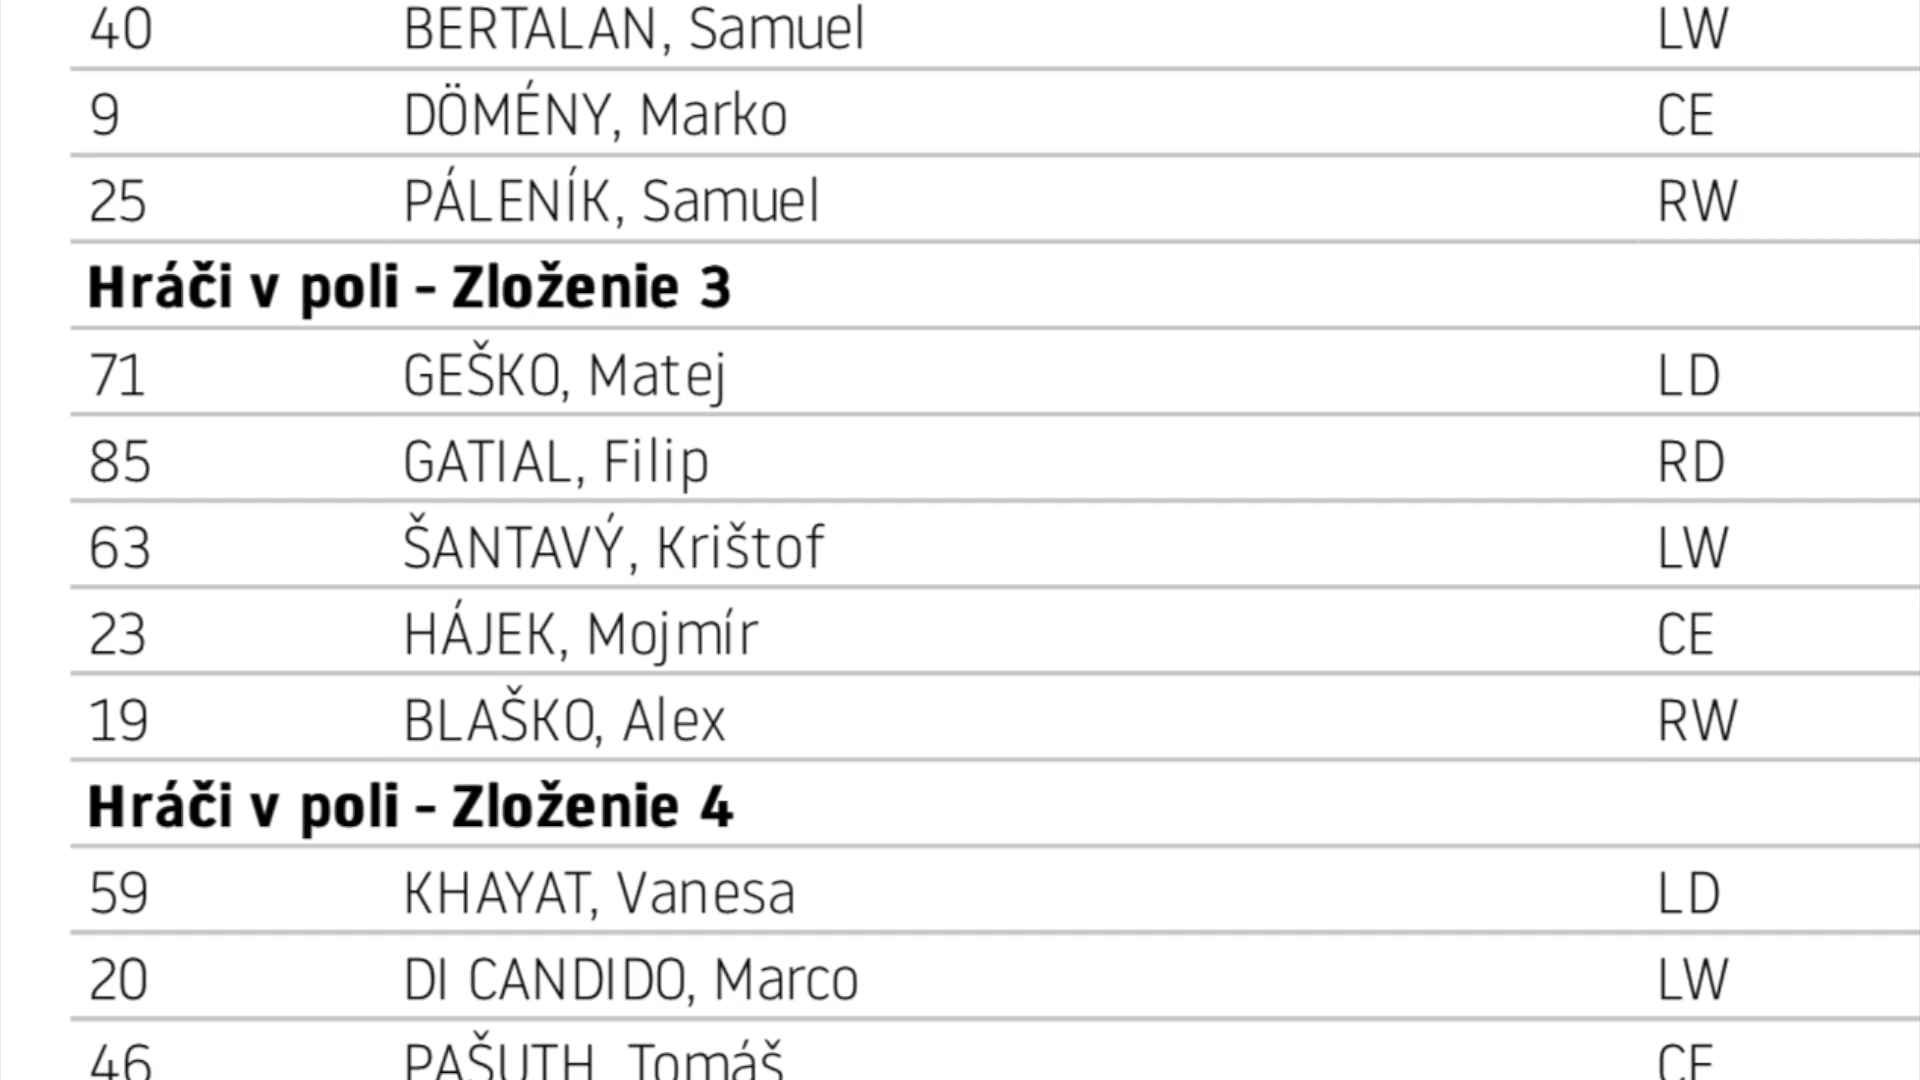 40 BERTALAN, Samuel LW
9 DÖMÉNY, Marko CE
25 PÁLENÍK, Samuel RW
Hráči v poli - Zloženie 3
71 GEŠKO, Matej LD
85 GATIAL, Filip RD
63 ŠANTAVÝ, Krištof LW
23 HÁJEK, Mojmír CE
19 BLAŠKO, Alex RW
Hráči v poli - Zloženie 4
59 KHAYAT, Vanesa LD
20 DI CANDIDO, Marco LW
46 PAŠUTH, Tomáš CE